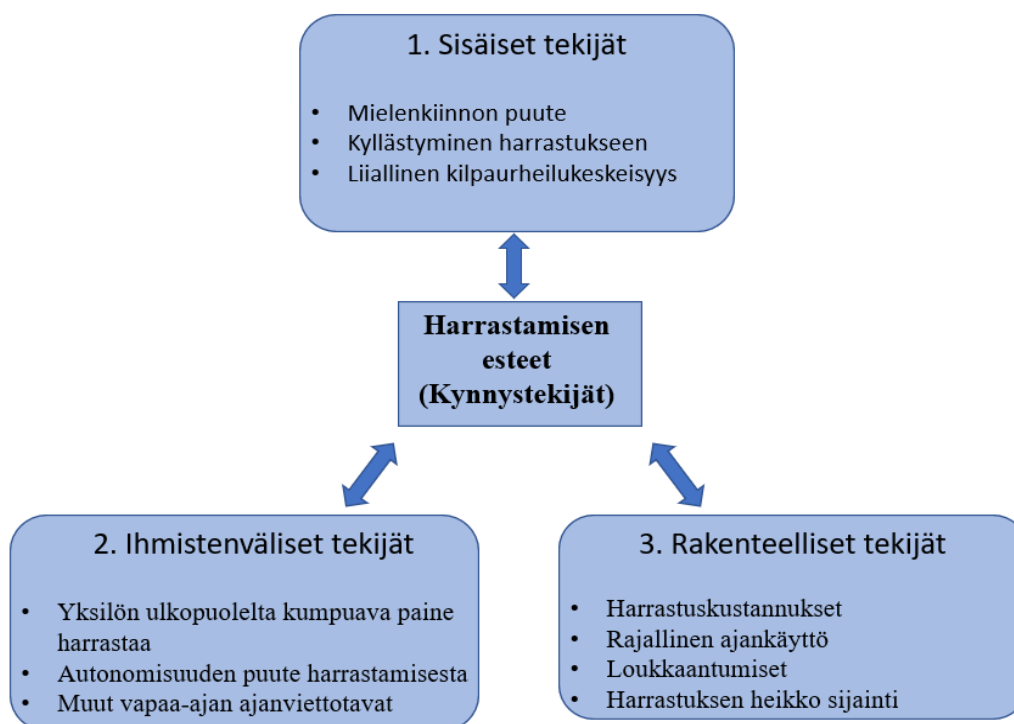 1. Sisäiset tekijät
• Mielenkiinnon puute
• Kyllästyminen harrastukseen
• Liiallinen kilpaurheilukeskeisyys
Harrastamisen
esteet
(Kynnystekijät)
2. Ihmistenväliset tekijät
• Yksilön ulkopuolelta kumpuava paine
harrastaa
• Autonomisuuden puute harrastamisesta
• Muut vapaa-ajan ajanviettotavat
3. Rakenteelliset tekijät
• Harrastuskustannukset
• Rajallinen ajankäyttö
• Loukkaantumiset
• Harrastuksen heikko sijainti